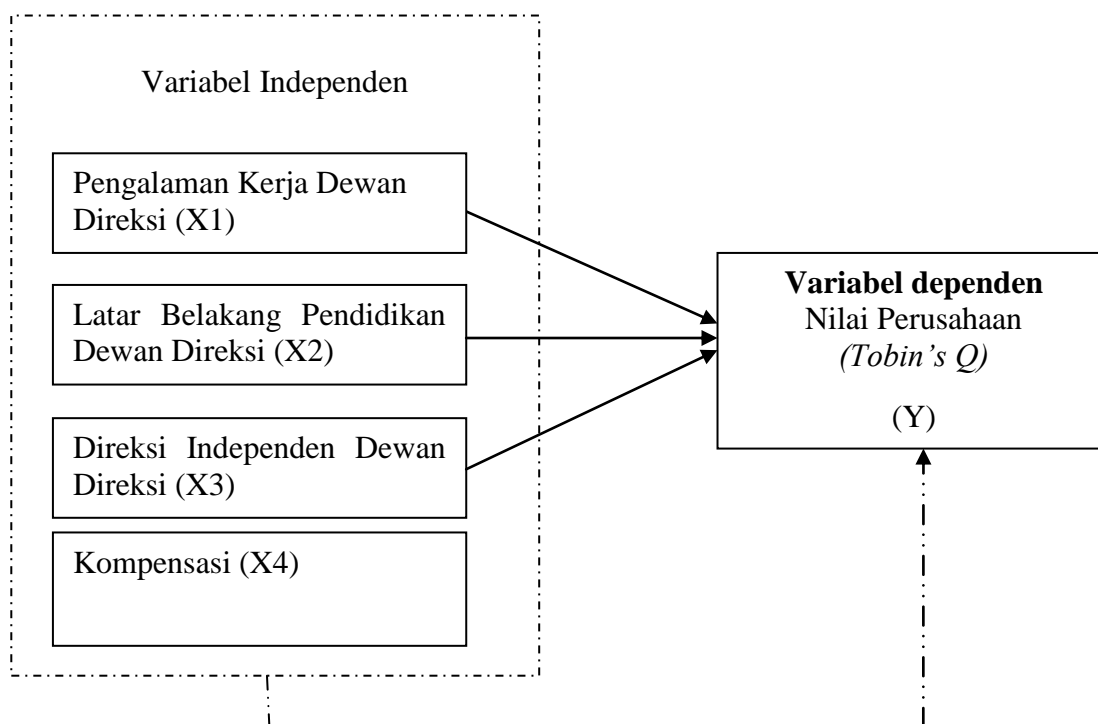 Variabel Independen
Pengalaman Kerja Dewan
Direksi (X1)
Latar Belakang Pendidikan
Dewan Direksi (X2)
Direksi Independen Dewan
Direksi (X3)
Kompensasi (X4)
Variabel dependen
Nilai Perusahaan
(Tobin’s Q)
(Y)